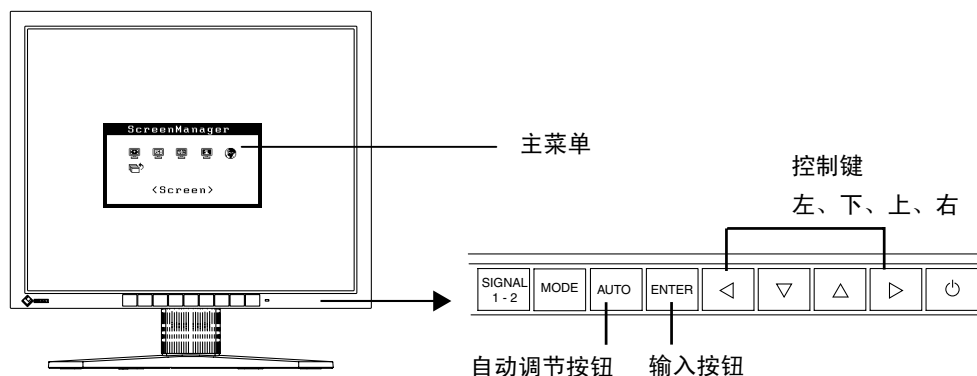 ScreenManager
<Screen>
主菜单
控制键
左、下、上、右
SIGNAL
1 - 2
MODE
AUTO
ENTER
自动调节按钮
输入按钮